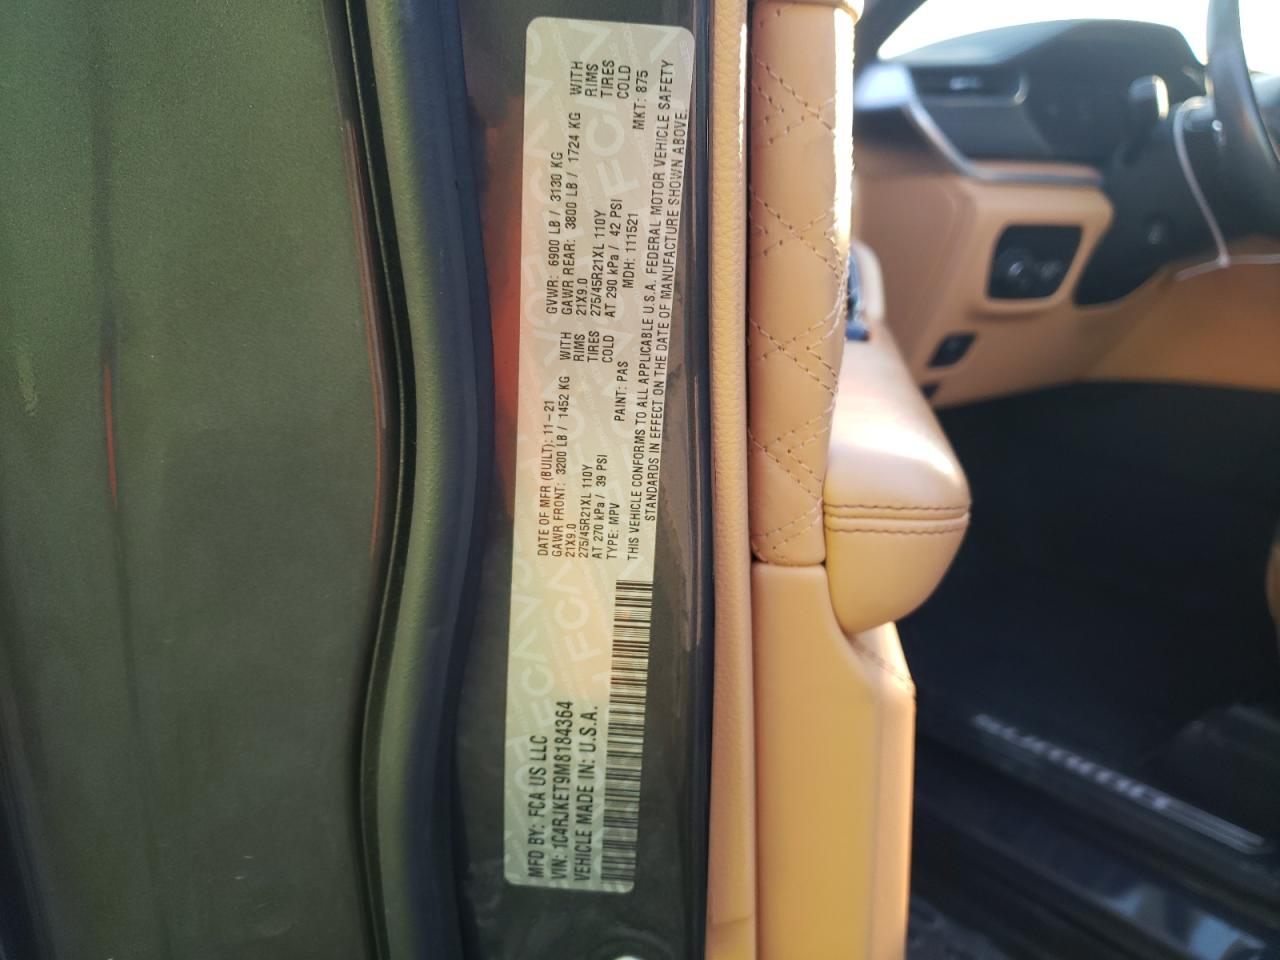 MFD BY: FCA US LLC
VIN: 1C4RJKET9M8184364
VEHICLE MADE IN: U.S.A.
DATE OF MFR (BUILT): 11-21
GAWR FRONT: 3200 LB / 1452 KG WITH
21X9.0 RIMS
275/45R21XL 110Y TIRES
AT 270 kPa / 39 PSI COLD
TYPE: MPV PAINT: PAS
GVWR: 6900 LB / 3130 KG
GAWR REAR: 3800 LB / 1724 KG WITH
21X9.0 RIMS
275/45R21XL 110Y TIRES
AT 290 kPa / 42 PSI COLD
MDH: 111521 MKT: 875
THIS VEHICLE CONFORMS TO ALL APPLICABLE U.S.A. FEDERAL MOTOR VEHICLE SAFETY
STANDARDS IN EFFECT ON THE DATE OF MANUFACTURE SHOWN ABOVE.
SUMMIT